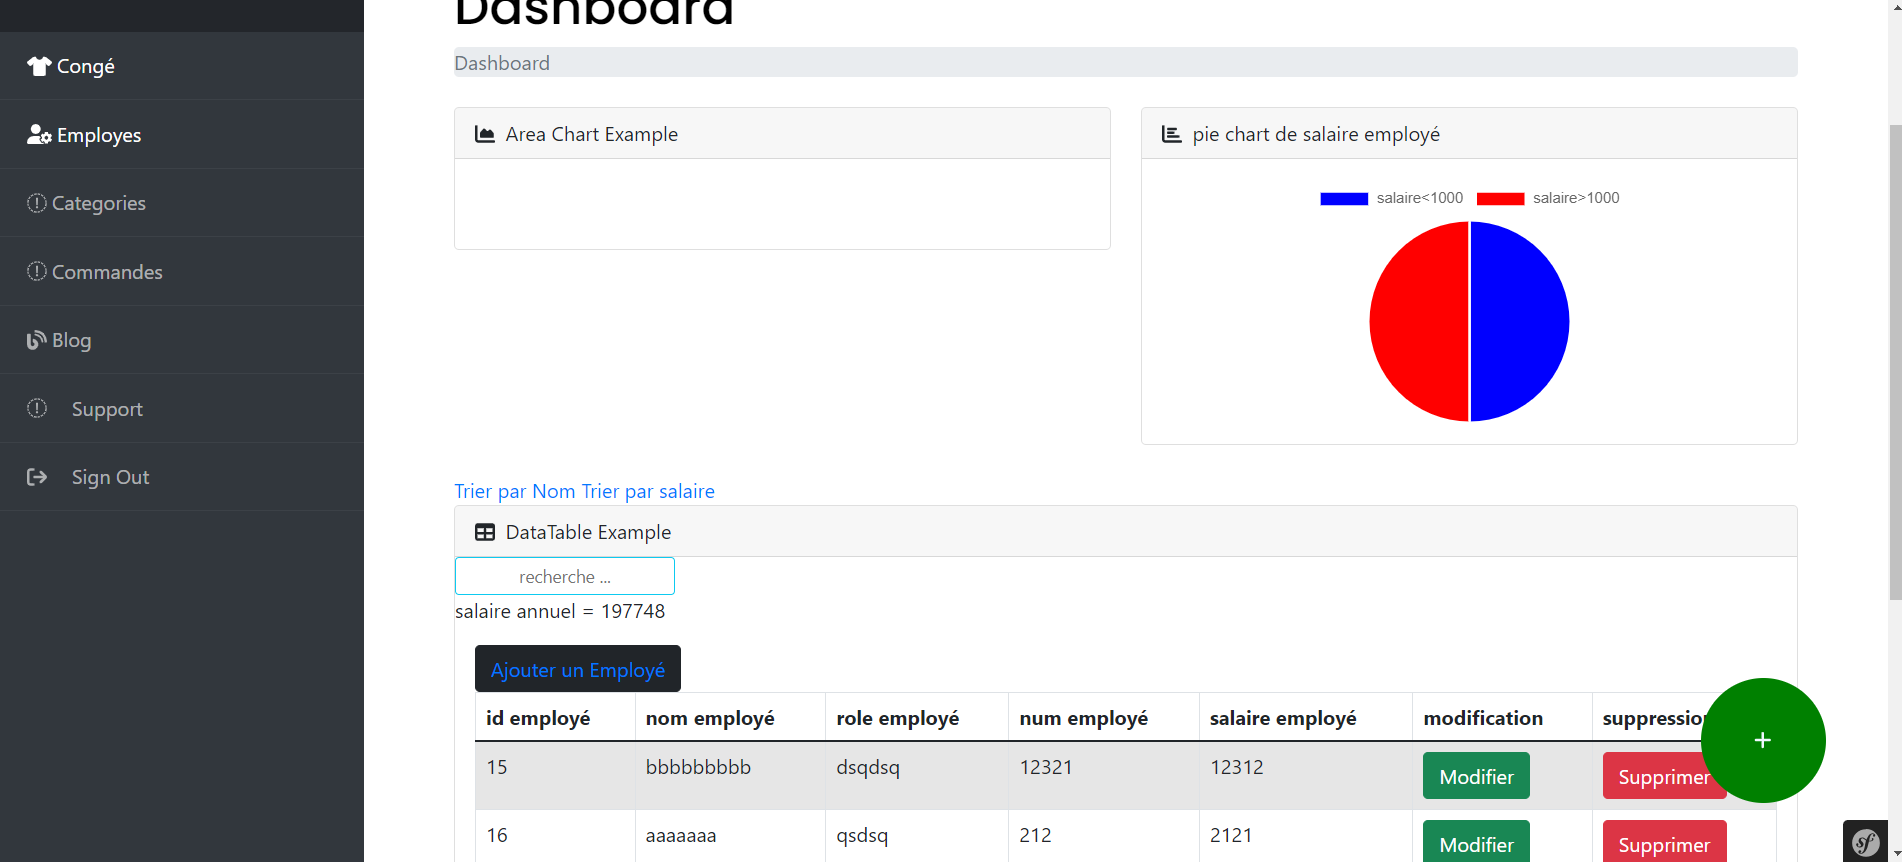 Dashboard
Congé
Employes
Categories
Commandes
Blog
Support
Sign Out
Dashboard
Area Chart Example
pie chart de salaire employé
salaire<1000 salaire>1000
Trier par Nom Trier par salaire
DataTable Example
recherche ...
salaire annuel = 197748
Ajouter un Employé
id employé nom employé role employé num employé salaire employé modification suppression
15 bbbbbbbbb dsqdsq 12321 12312 Modifier Supprimer
+
16 aaaaaaa qsdsq 212 2121 Modifier Supprimer
sf